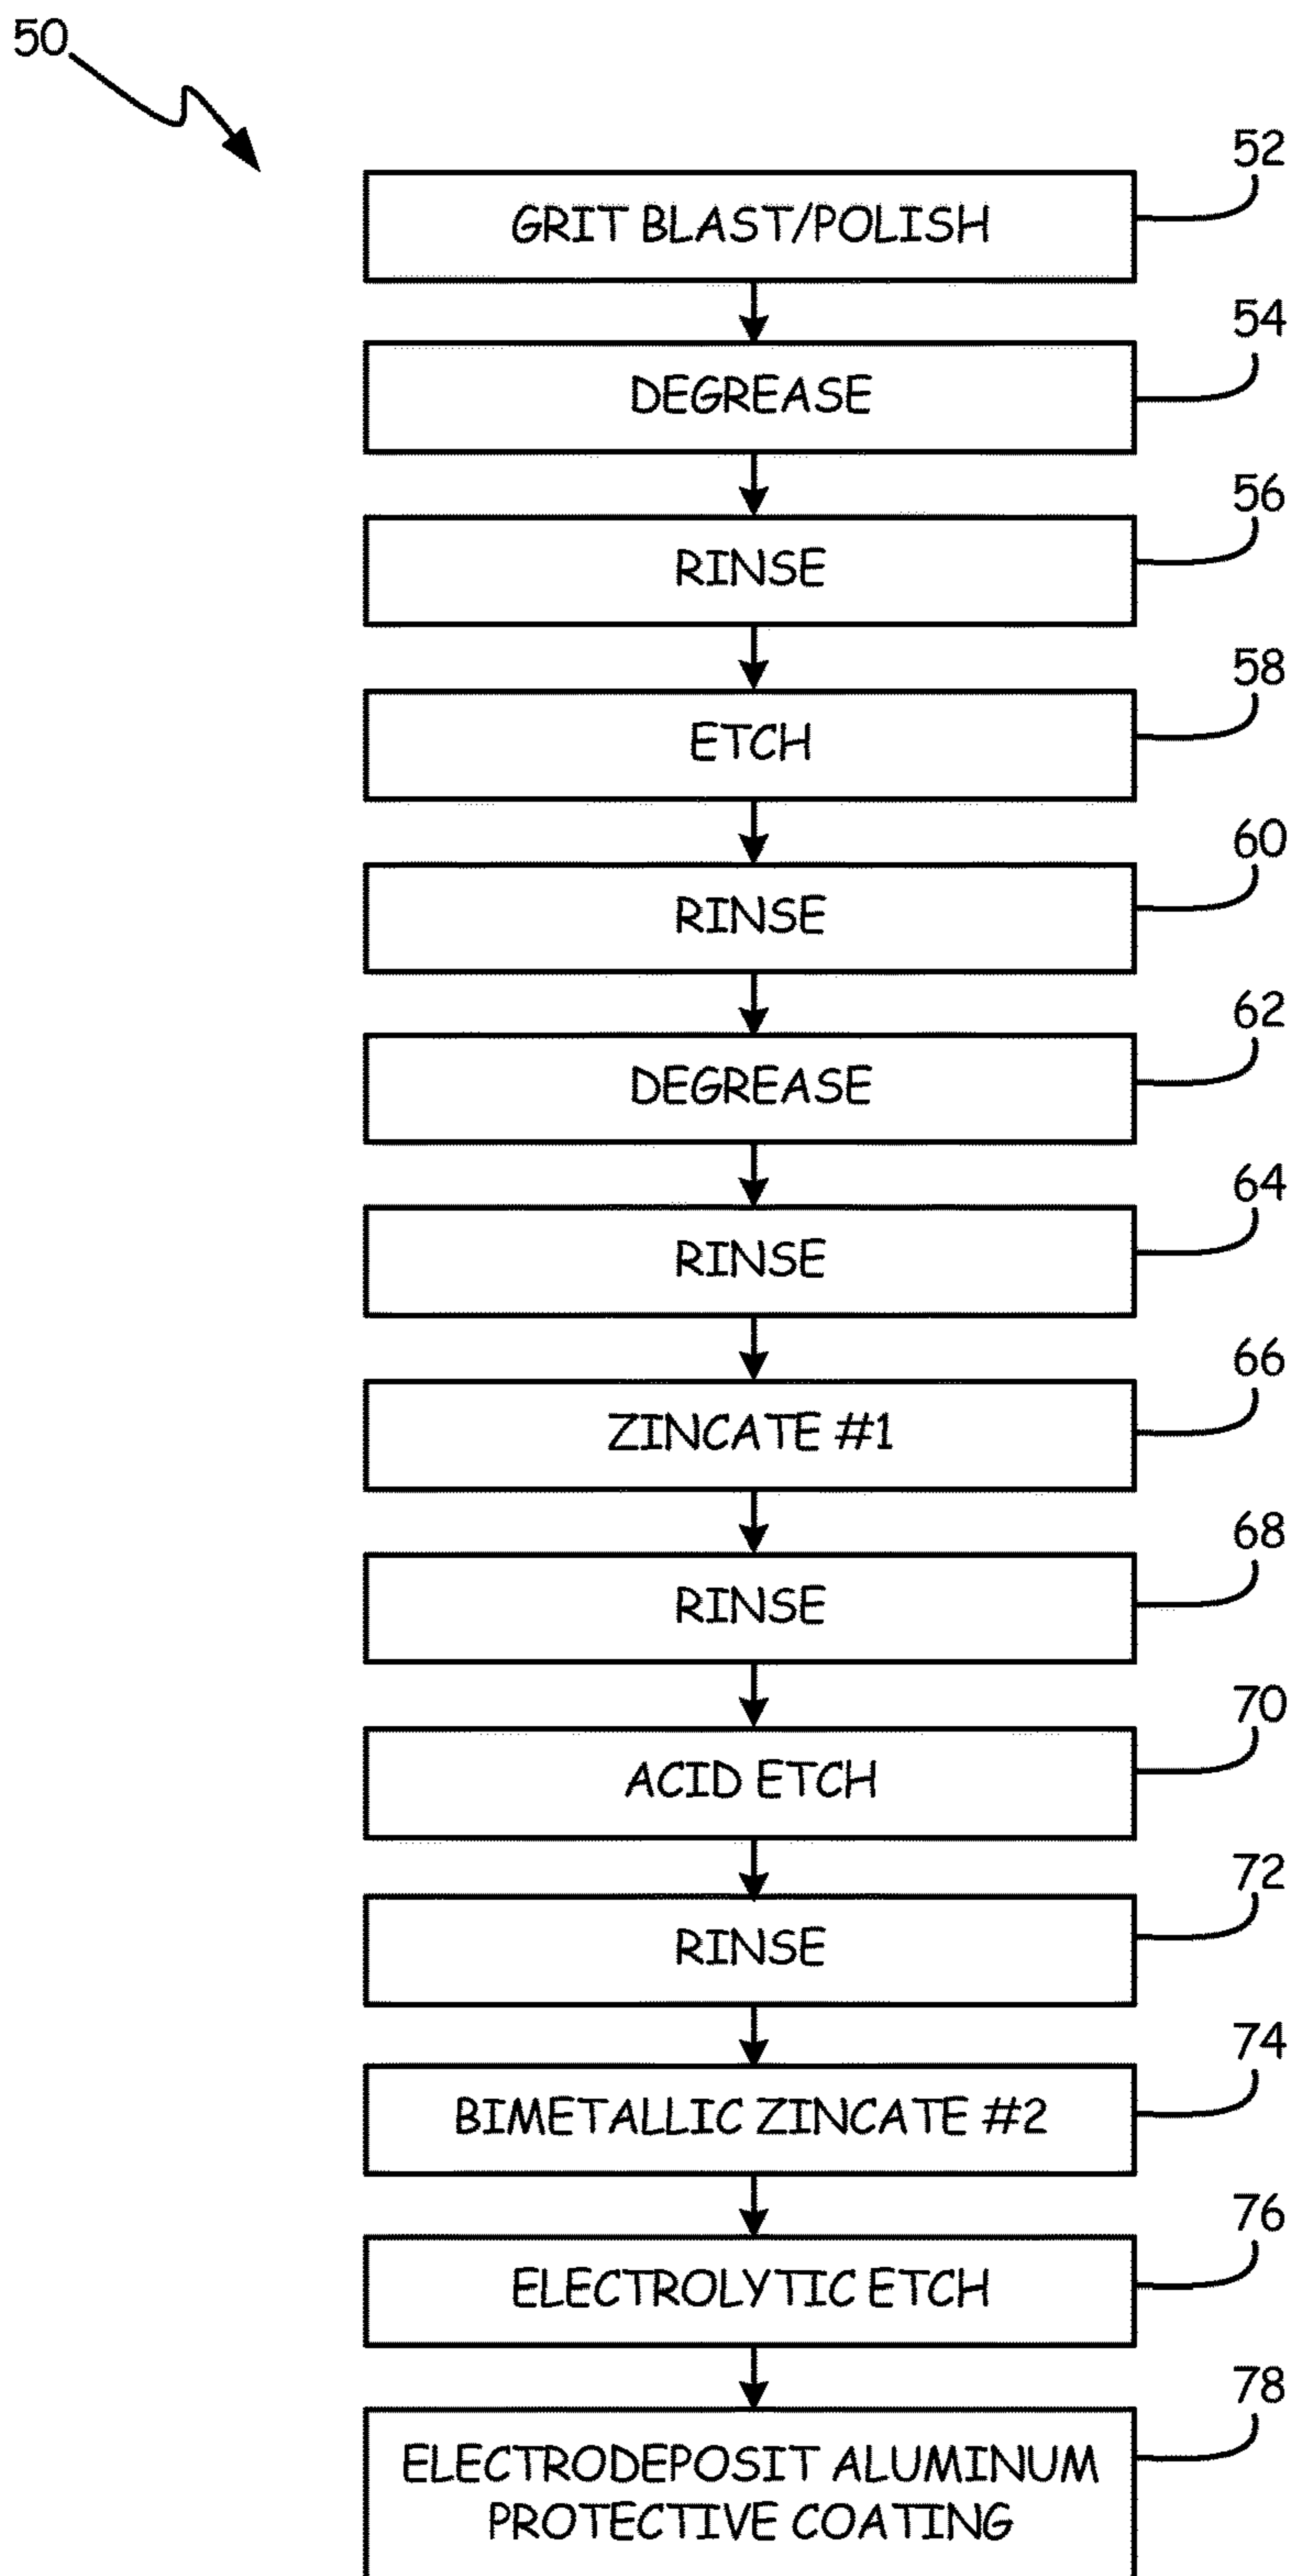 50
52
GRIT BLAST/POLISH
54
DEGREASE
56
RINSE
58
ETCH
60
RINSE
62
DEGREASE
64
RINSE
66
ZINCATE #1
68
RINSE
70
ACID ETCH
72
RINSE
74
BIMETALLIC ZINCATE #2
76
ELECTROLYTIC ETCH
78
ELECTRODEPOSIT ALUMINUM
PROTECTIVE COATING